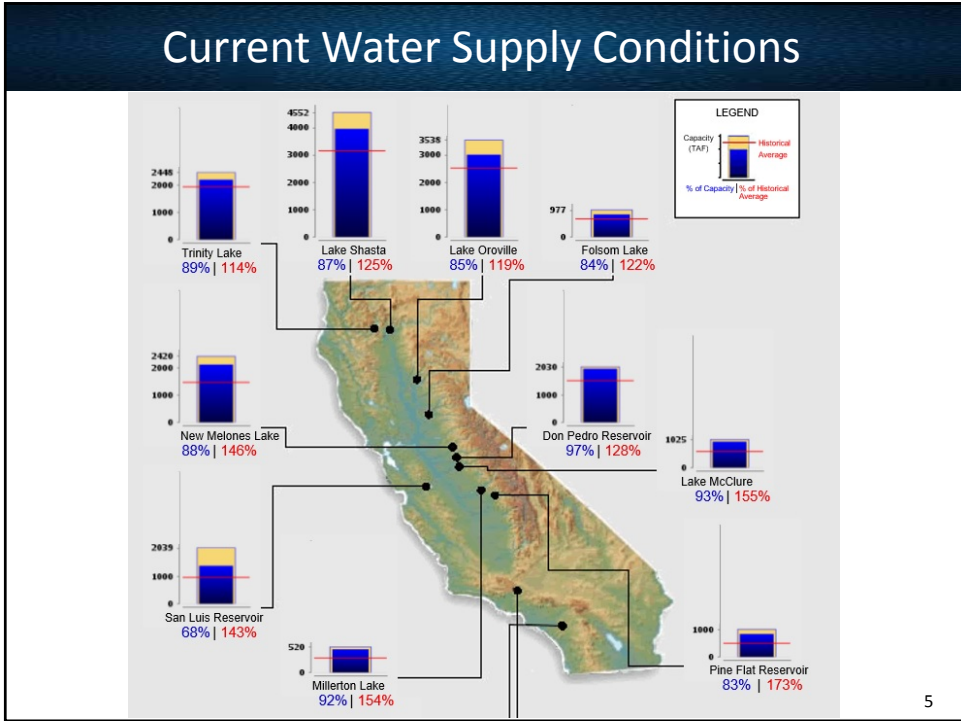 Current Water Supply Conditions
2448
2000
1000
0
Trinity Lake
89% | 114%
4552
4000
3000
2000
1000
0
Lake Shasta
87% | 125%
3538
3000
2000
1000
0
Lake Oroville
85% | 119%
977
0
Folsom Lake
84% | 122%
LEGEND
Capacity
(TAF)
Historical
Average
% of Capacity | % of Historical
Average
2420
2000
1000
0
New Melones Lake
88% | 146%
2030
1000
0
Don Pedro Reservoir
97% | 128%
1025
0
Lake McClure
93% | 155%
2039
1000
0
San Luis Reservoir
68% | 143%
520
0
Millerton Lake
92% | 154%
1000
0
Pine Flat Reservoir
83% | 173%
5